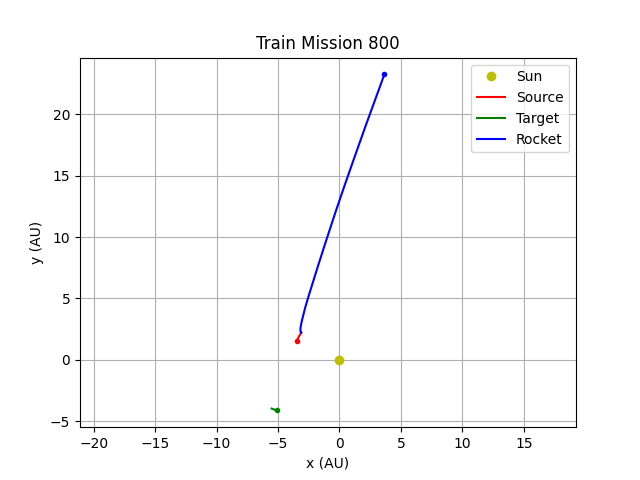 Train Mission 800
Sun
Source
Target
Rocket
20
15
10
5
0
−5
y (AU)
−20 −15 −10 −5 0 5 10 15
x (AU)